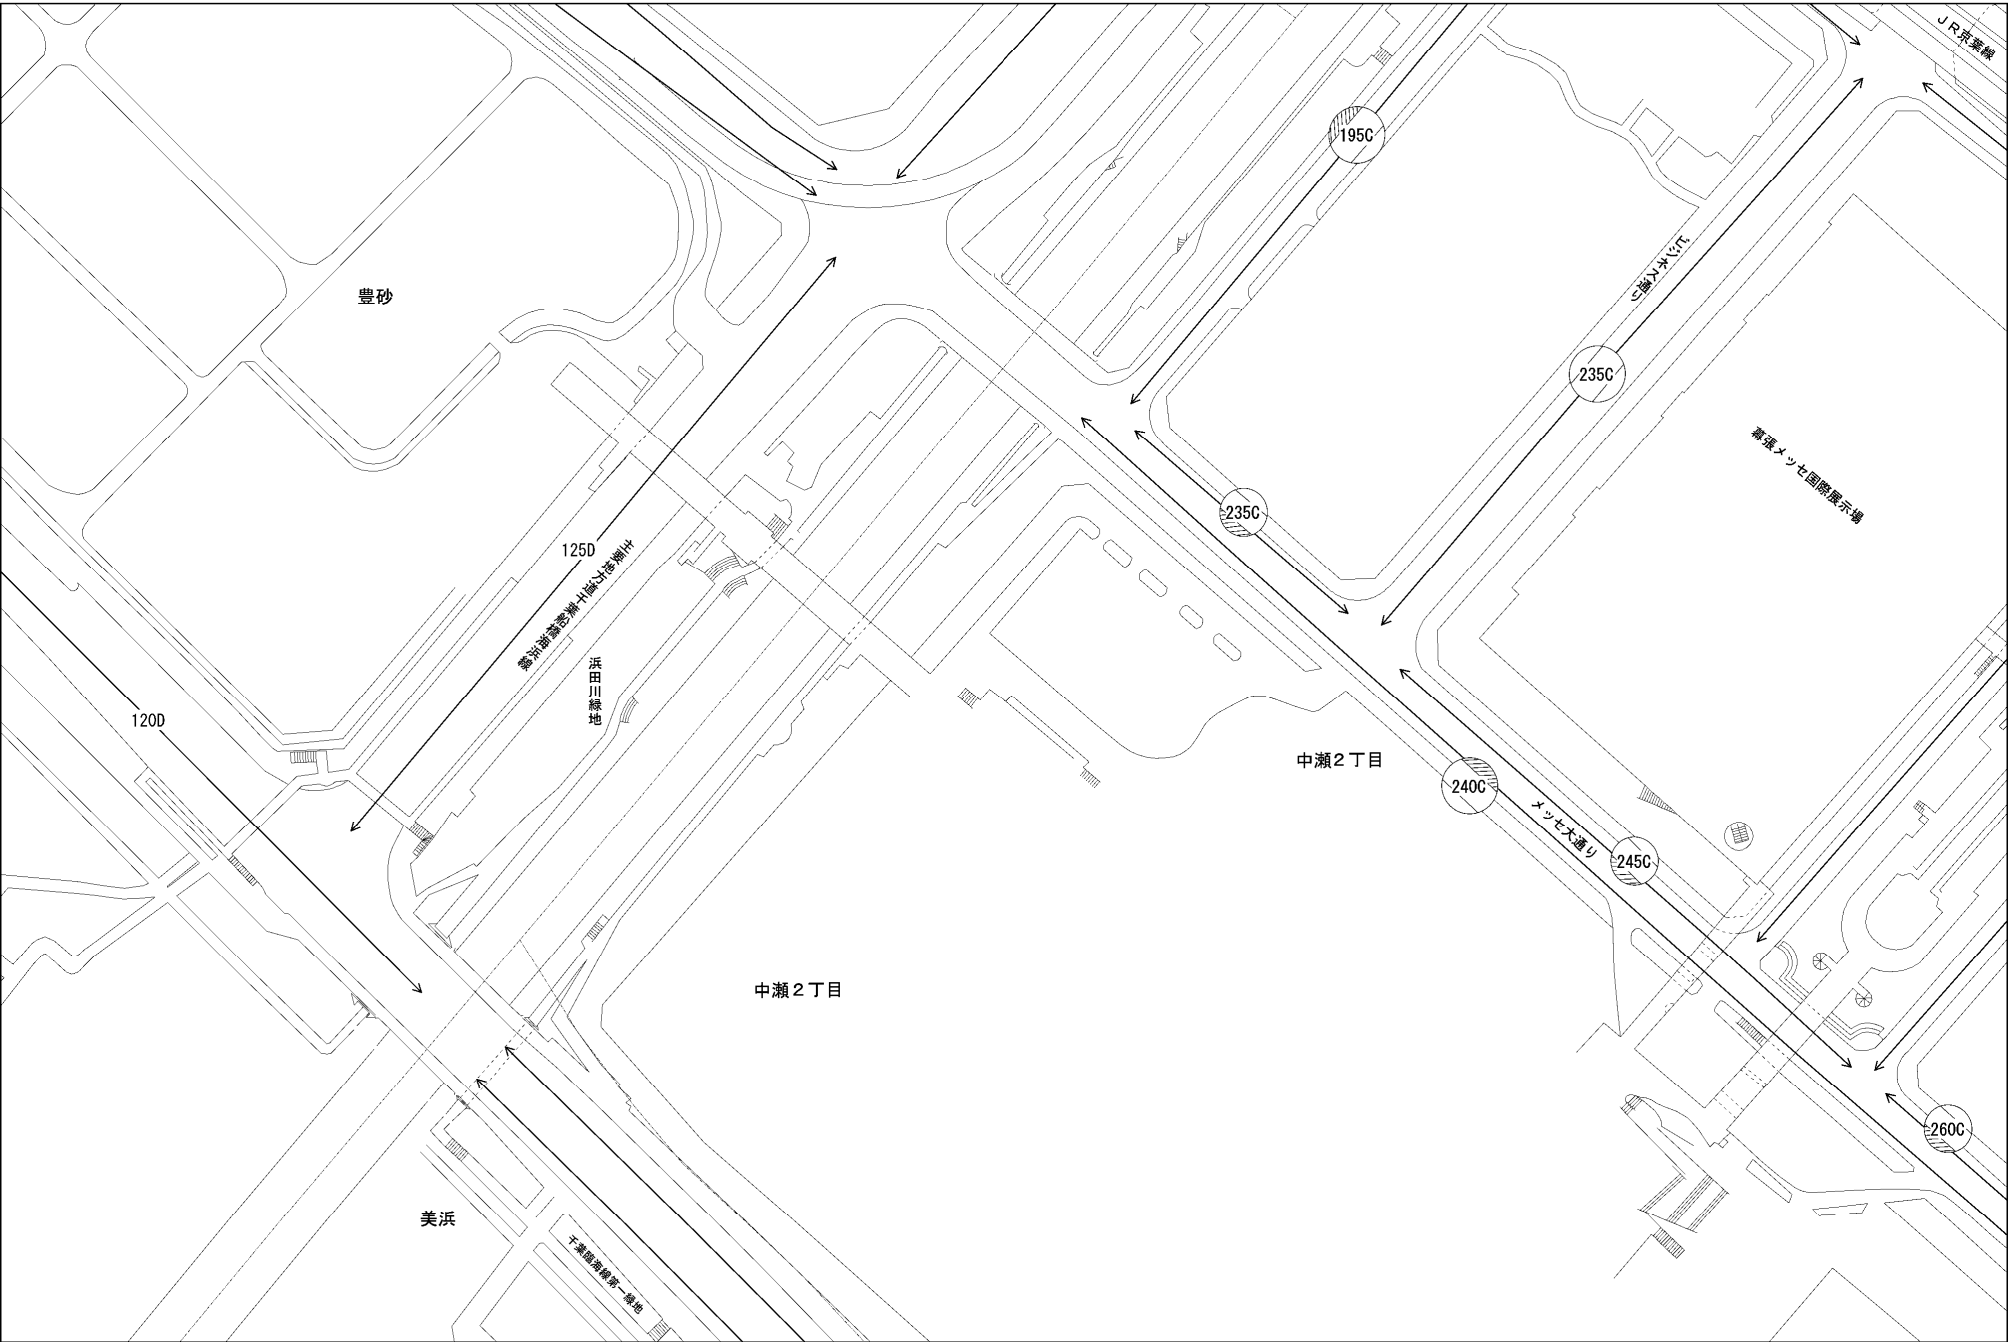 JR京葉線
195C
ビジネス通り
豊砂
235C
幕張メッセ国際展示場
235C
125D
主要地方道千葉船橋海浜線
浜田川緑地
120D
中瀬2丁目
240C
メッセ大通り
245C
中瀬2丁目
260C
美浜
千葉臨海線第一緑地